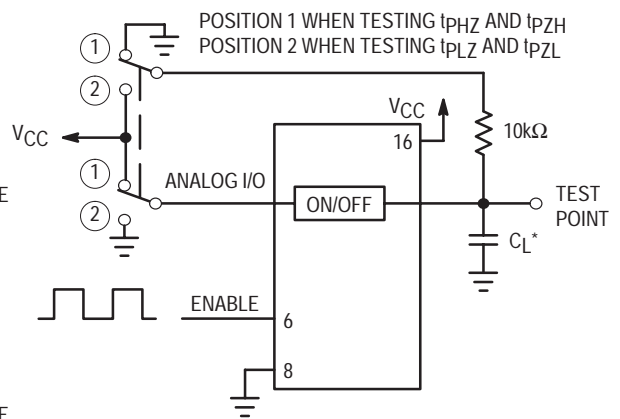 POSITION 1 WHEN TESTING tPHZ AND tPZH
POSITION 2 WHEN TESTING tPLZ AND tPZL
1
2
VCC
VCC
16
10kΩ
1
ANALOG I/O
ON/OFF
TEST
POINT
E
2
CL*
ENABLE
6
8
E